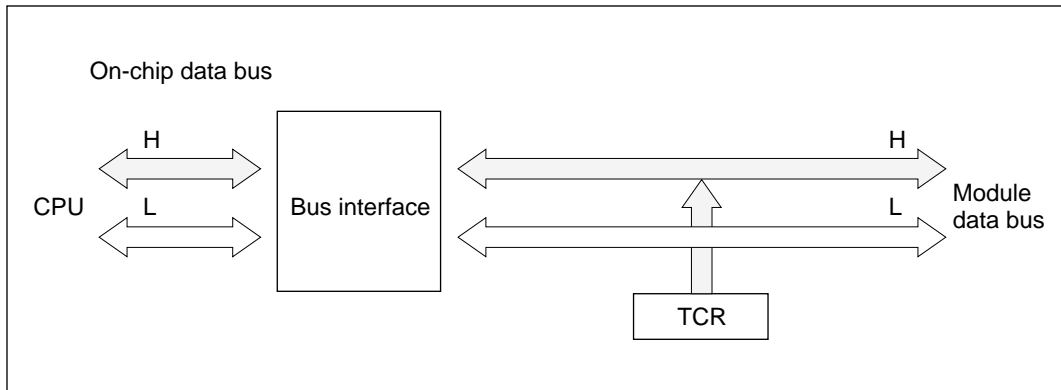 On-chip data bus
H
H
CPU
L
Bus interface
L
Module
data bus
TCR